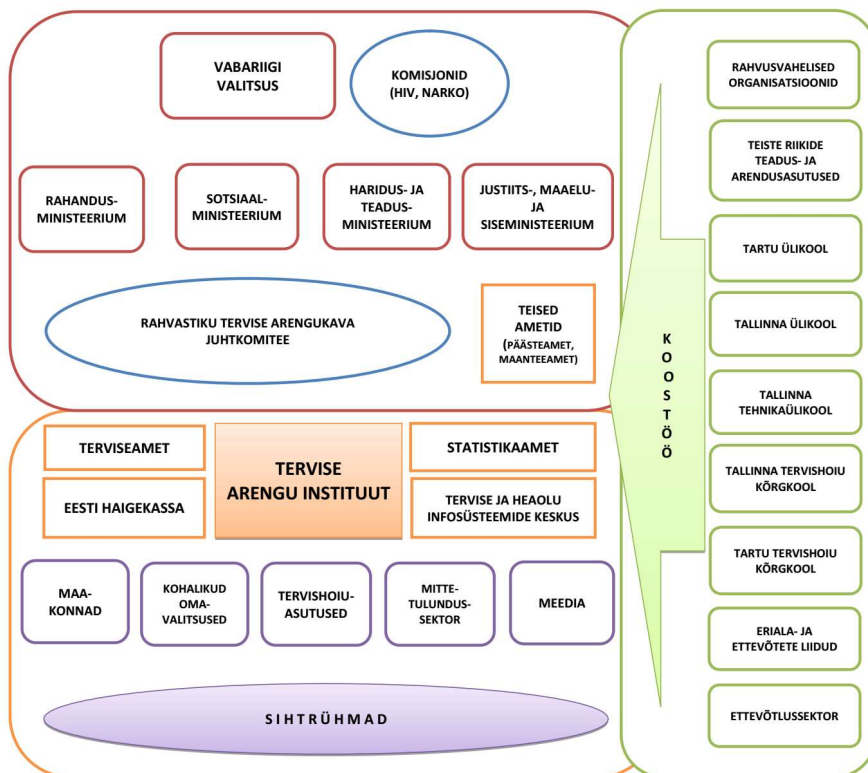 VABARIIGI
VALITSUS
KOMISJONID
(HIV, NARKO)
RAHANDUS-
MINISTEERIUM
SOTSIAAL-
MINISTEERIUM
HARIDUS- JA
TEADUS-
MINISTEERIUM
JUSTIITS-, MAAELU-
JA
SISEMINISTEERIUM
RAHVASTIKU TERVISE ARENGUKAVA
JUHTKOMITEE
TEISED
AMETID
(PÄÄSTEAMET,
MAANTEEAMET)
TERVISEAMET
EESTI HAIGEKASSA
TERVISE
ARENGU INSTITUUT
STATISTIKAAMET
TERVISE JA HEAOLU
INFOSÜSTEEMIDE KESKUS
MAA-
KONNAD
KOHALIKUD
OMA-
VALITSUSED
TERVISHOIU-
ASUTUSED
MITTE-
TULUNDUS-
SEKTOR
MEEDIA
SIHTRÜHMAD
K
O
O
S
T
Ö
Ö
RAHVUSVAHELISED
ORGANISATSIOONID
TEISTE RIIKIDE
TEADUS- JA
ARENDUSASUTUSED
TARTU ÜLIKOOL
TALLINNA ÜLIKOOL
TALLINNA
TEHNIKAÜLIKOOL
TALLINNA TERVISHOIU
KÕRGKOOL
TARTU TERVISHOIU
KÕRGKOOL
ERIALA- JA
ETTEVÕTETE LIIDUD
ETTEVÕTLUSSEKTOR